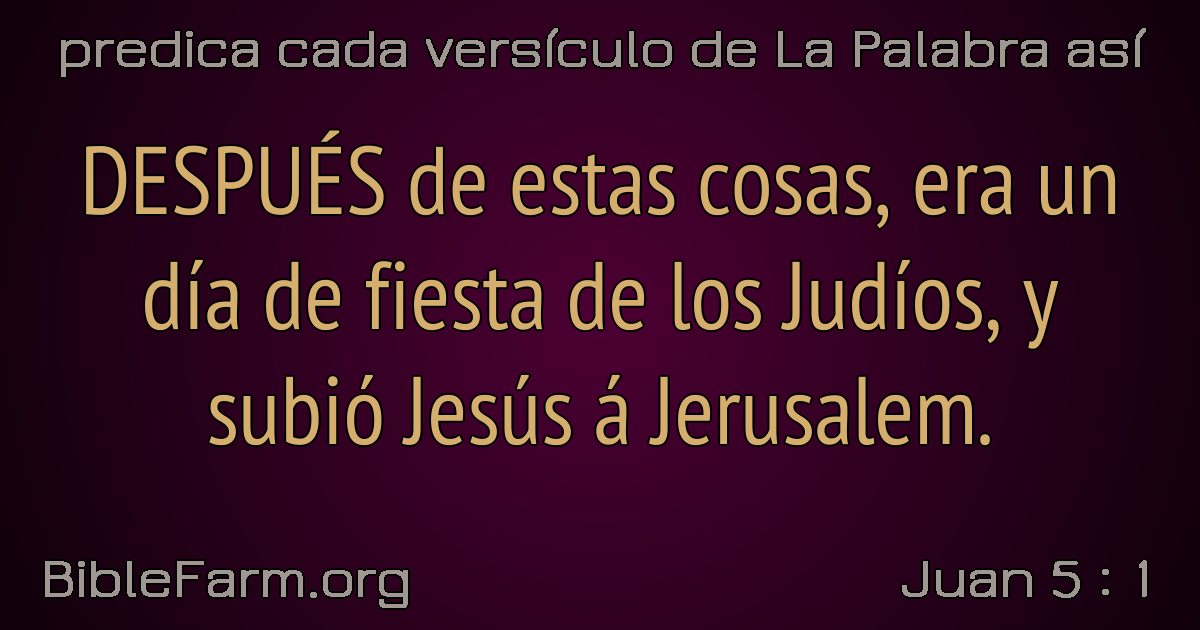 predica cada versículo de La Palabra así
DESPUÉS de estas cosas, era un
día de fiesta de los Judíos, y
subió Jesús á Jerusalem.
BibleFarm.org
Juan 5 : 1